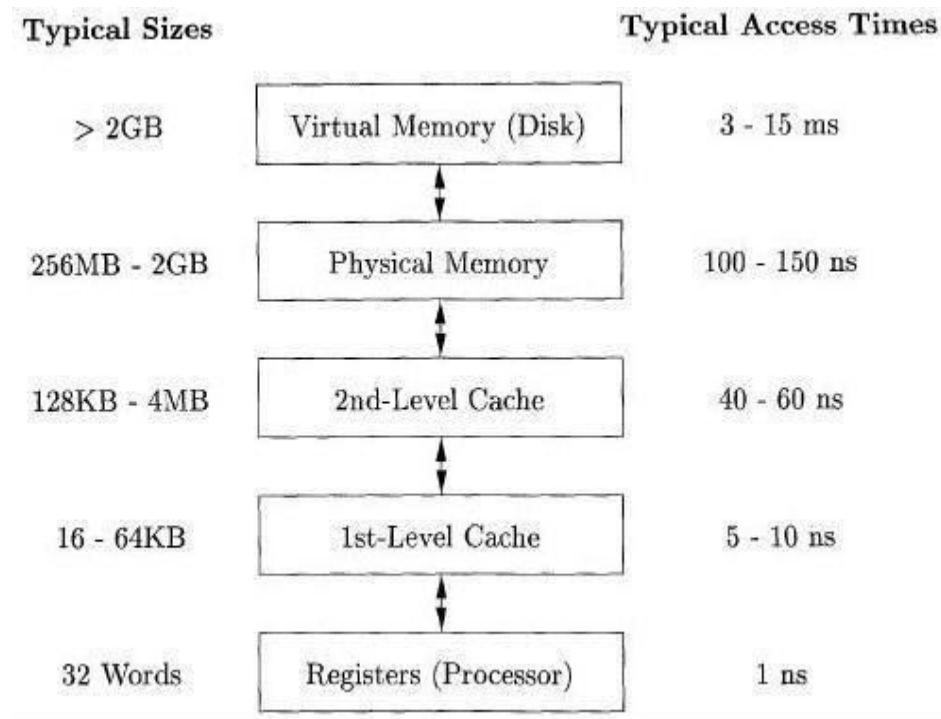 Typical Sizes Typical Access Times
> 2GB Virtual Memory (Disk) 3 - 15 ms
256MB - 2GB Physical Memory 100 - 150 ns
128KB - 4MB 2nd-Level Cache 40 - 60 ns
16 - 64KB 1st-Level Cache 5 - 10 ns
32 Words Registers (Processor) 1 ns